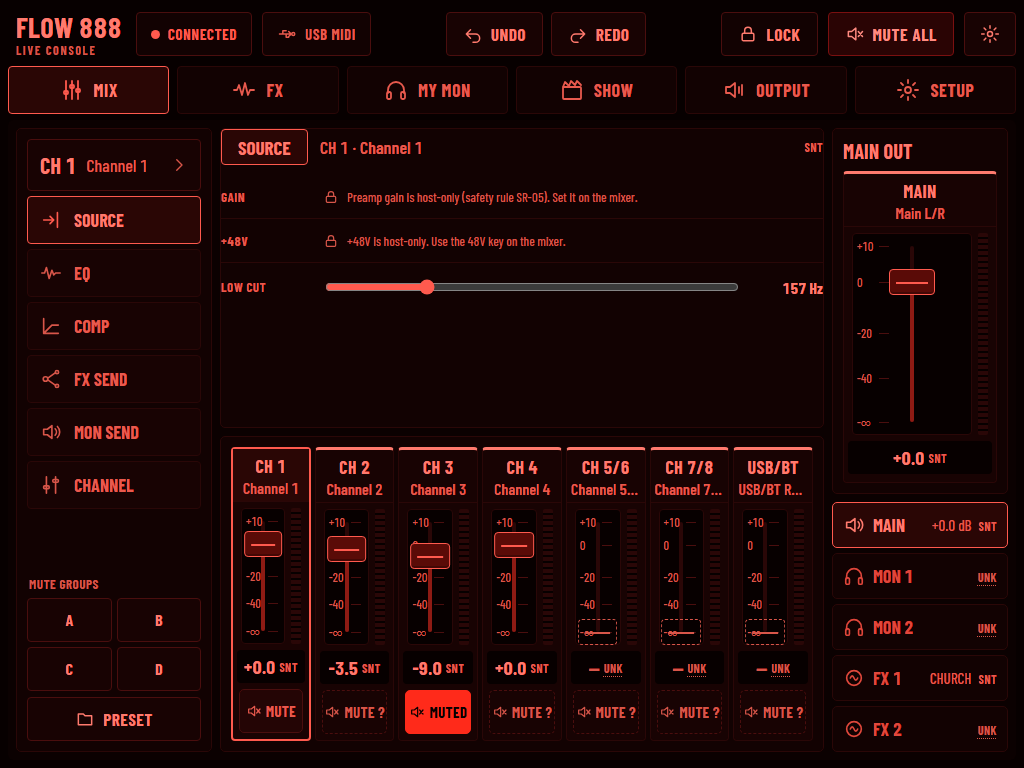 FLOW 888
LIVE CONSOLE
CONNECTED
USB MIDI
UNDO
REDO
LOCK
MUTE ALL
MIX
FX
MY MON
SHOW
OUTPUT
SETUP
CH 1 Channel 1
SOURCE
EQ
COMP
FX SEND
MON SEND
CHANNEL
MUTE GROUPS
A
B
C
D
PRESET
SOURCE
CH 1 · Channel 1
SNT
GAIN
Preamp gain is host-only (safety rule SR-05). Set it on the mixer.
+48V
+48V is host-only. Use the 48V key on the mixer.
LOW CUT
157 Hz
CH 1
Channel 1
+10
-20
-40
-∞
+0.0 SNT
MUTE
CH 2
Channel 2
+10
-20
-40
-∞
-3.5 SNT
MUTE ?
CH 3
Channel 3
+10
-20
-40
-∞
-9.0 SNT
MUTED
CH 4
Channel 4
+10
-20
-40
-∞
+0.0 SNT
MUTE ?
CH 5/6
Channel 5...
+10
0
-20
-40
-∞
— UNK
MUTE ?
CH 7/8
Channel 7...
+10
0
-20
-40
-∞
— UNK
MUTE ?
USB/BT
USB/BT R...
+10
0
-20
-40
-∞
— UNK
MUTE ?
MAIN OUT
MAIN
Main L/R
+10
0
-20
-40
-∞
+0.0 SNT
MAIN +0.0 dB SNT
MON 1 UNK
MON 2 UNK
FX 1 CHURCH SNT
FX 2 UNK